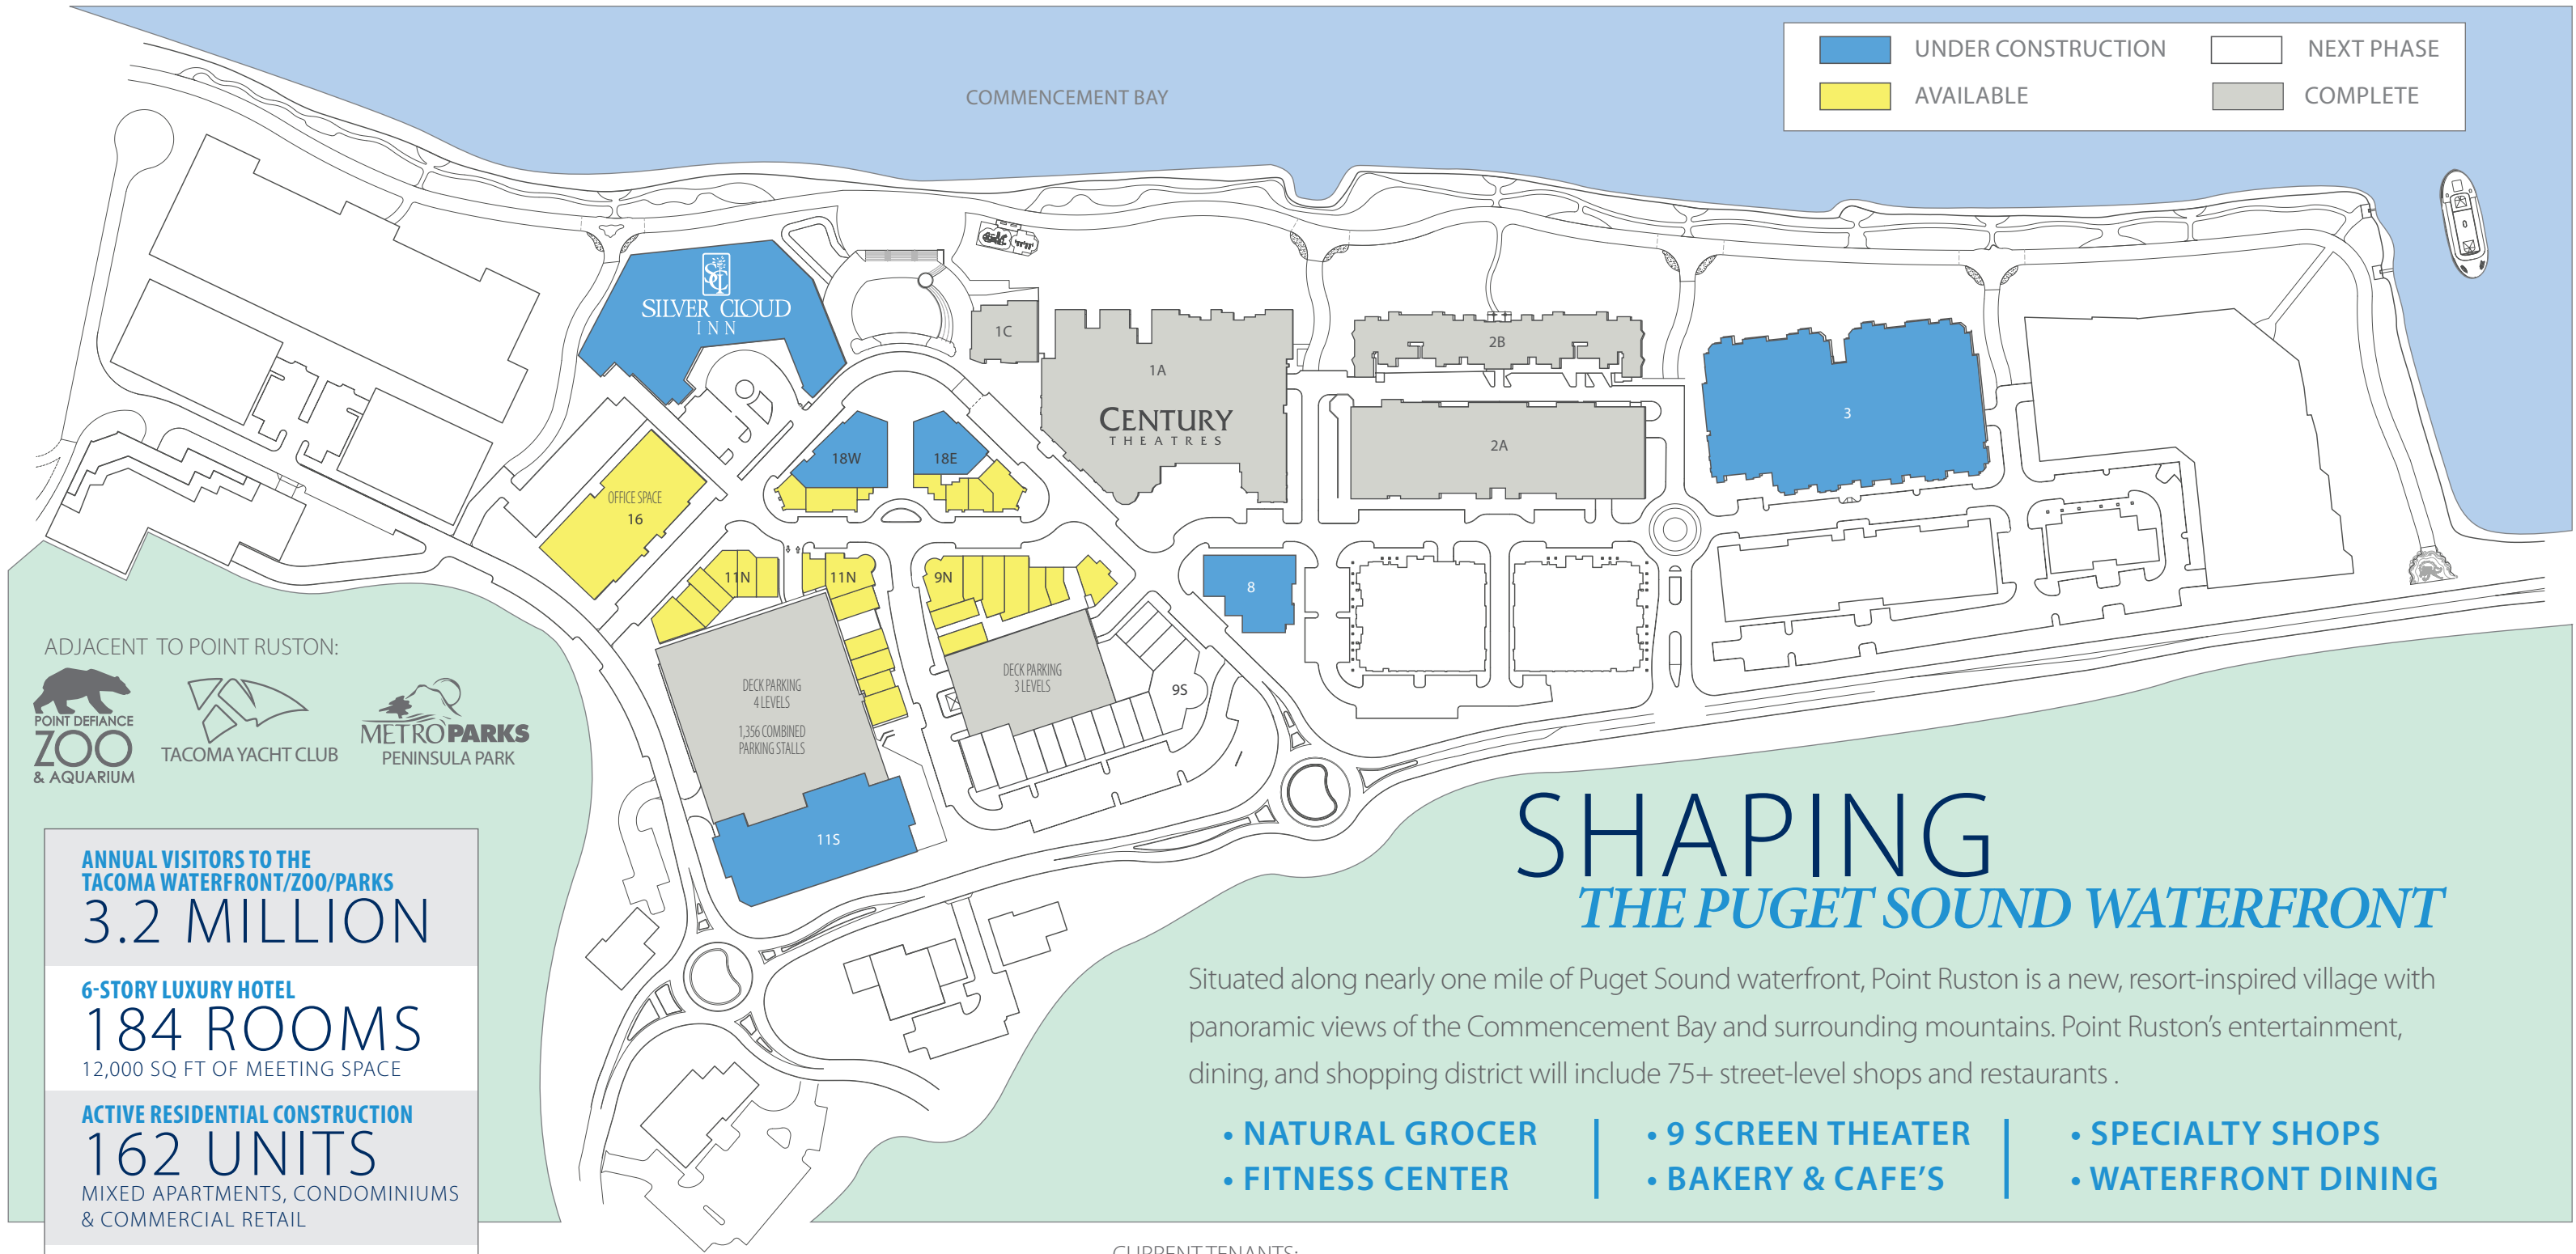 UNDER CONSTRUCTION
NEXT PHASE
AVAILABLE
COMPLETE
COMMENCEMENT BAY
SILVER CLOUD
INN
1C
1A
CENTURY
THEATRES
2B
2A
3
18W
18E
OFFICE SPACE
16
11N
11N
9N
8
DECK PARKING
4 LEVELS
1,356 COMBINED
PARKING STALLS
DECK PARKING
3 LEVELS
9S
11S
ADJACENT TO POINT RUSTON:
POINT DEFIANCE
ZOO
& AQUARIUM
TACOMA YACHT CLUB
METROPARKS
PENINSULA PARK
ANNUAL VISITORS TO THE
TACOMA WATERFRONT/ZOO/PARKS
3.2 MILLION
6-STORY LUXURY HOTEL
184 ROOMS
12,000 SQ FT OF MEETING SPACE
ACTIVE RESIDENTIAL CONSTRUCTION
162 UNITS
MIXED APARTMENTS, CONDOMINIUMS
& COMMERCIAL RETAIL
SHAPING
THE PUGET SOUND WATERFRONT
Situated along nearly one mile of Puget Sound waterfront, Point Ruston is a new, resort-inspired village with
panoramic views of the Commencement Bay and surrounding mountains. Point Ruston's entertainment,
dining, and shopping district will include 75+ street-level shops and restaurants .
• NATURAL GROCER
• FITNESS CENTER
• 9 SCREEN THEATER
• BAKERY & CAFE'S
• SPECIALTY SHOPS
• WATERFRONT DINING
CURRENT TENANTS: